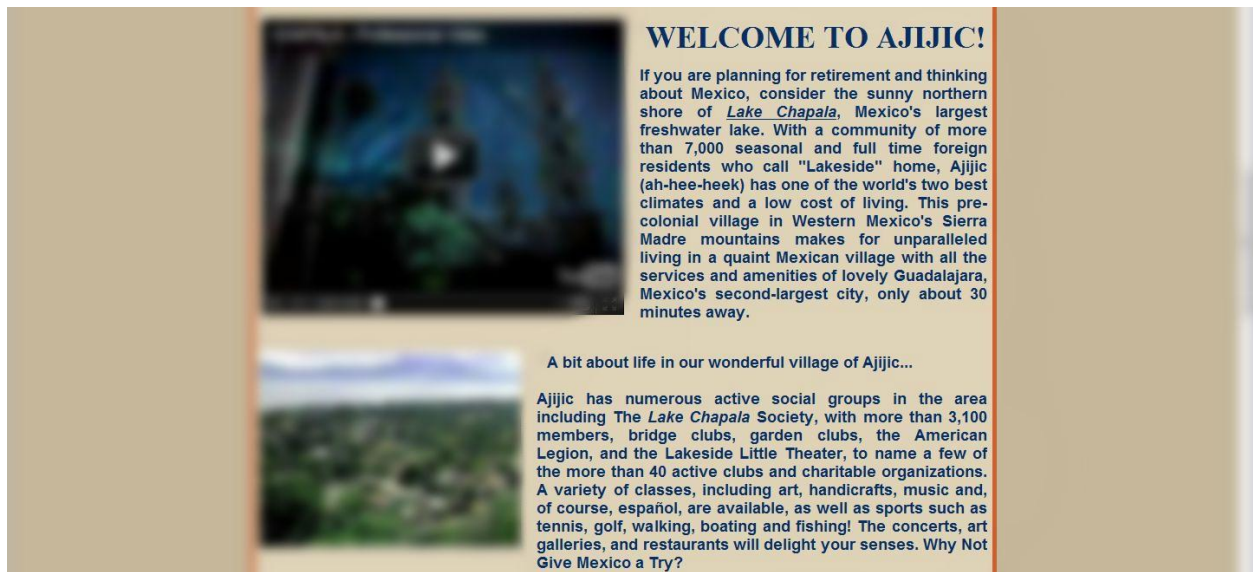 WELCOME TO AJIJIC!
If you are planning for retirement and thinking
about Mexico, consider the sunny northern
shore of Lake Chapala, Mexico's largest
freshwater lake. With a community of more
than 7,000 seasonal and full time foreign
residents who call "Lakeside" home, Ajijic
(ah-hee-heek) has one of the world's two best
climates and a low cost of living. This pre-
colonial village in Western Mexico's Sierra
Madre mountains makes for unparalleled
living in a quaint Mexican village with all the
services and amenities of lovely Guadalajara,
Mexico's second-largest city, only about 30
minutes away.
A bit about life in our wonderful village of Ajijic...
Ajijic has numerous active social groups in the area
including The Lake Chapala Society, with more than 3,100
members, bridge clubs, garden clubs, the American
Legion, and the Lakeside Little Theater, to name a few of
the more than 40 active clubs and charitable organizations.
A variety of classes, including art, handicrafts, music and,
of course, español, are available, as well as sports such as
tennis, golf, walking, boating and fishing! The concerts, art
galleries, and restaurants will delight your senses. Why Not
Give Mexico a Try?